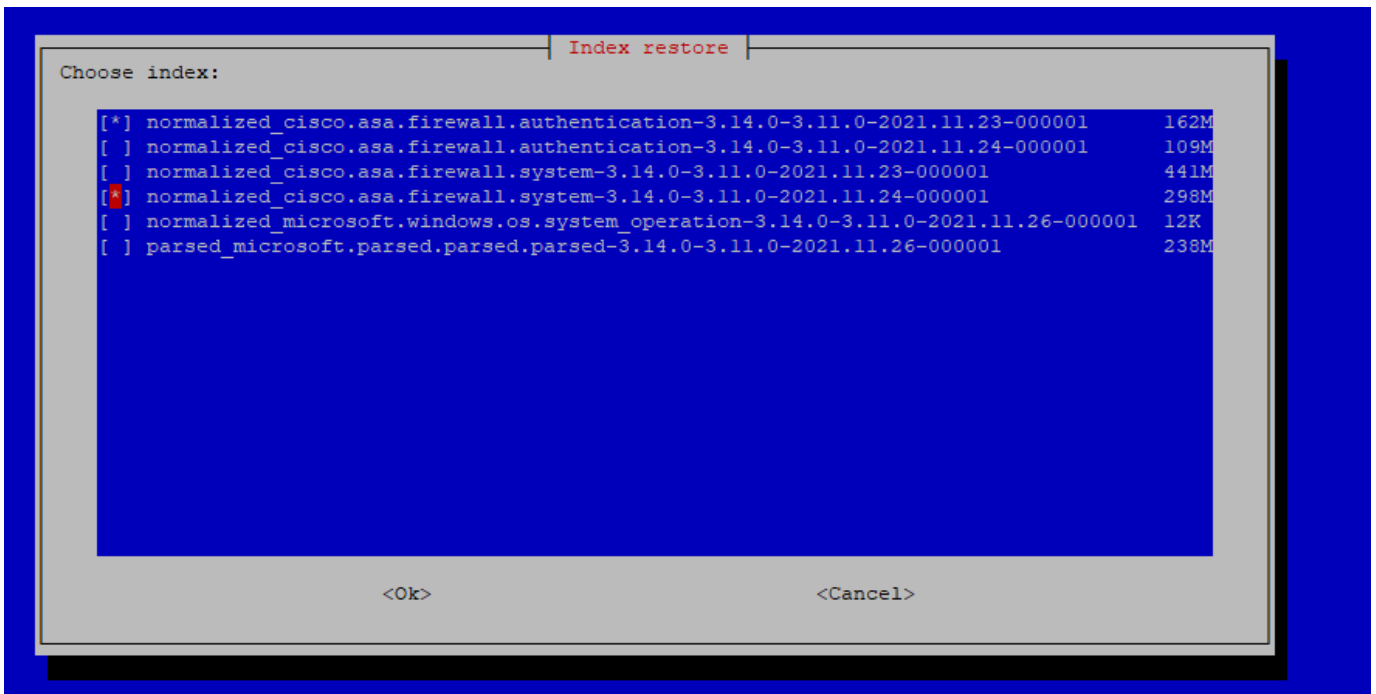 Index restore
Choose index:
[*] normalized_cisco.asa.firewall.authentication-3.14.0-3.11.0-2021.11.23-000001 162M
[ ] normalized_cisco.asa.firewall.authentication-3.14.0-3.11.0-2021.11.24-000001 109M
[ ] normalized_cisco.asa.firewall.system-3.14.0-3.11.0-2021.11.23-000001 441M
[*] normalized_cisco.asa.firewall.system-3.14.0-3.11.0-2021.11.24-000001 298M
[ ] normalized_microsoft.windows.os.system_operation-3.14.0-3.11.0-2021.11.26-000001 12K
[ ] parsed_microsoft.parsed.parsed.parsed-3.14.0-3.11.0-2021.11.26-000001 238M
<Ok> <Cancel>